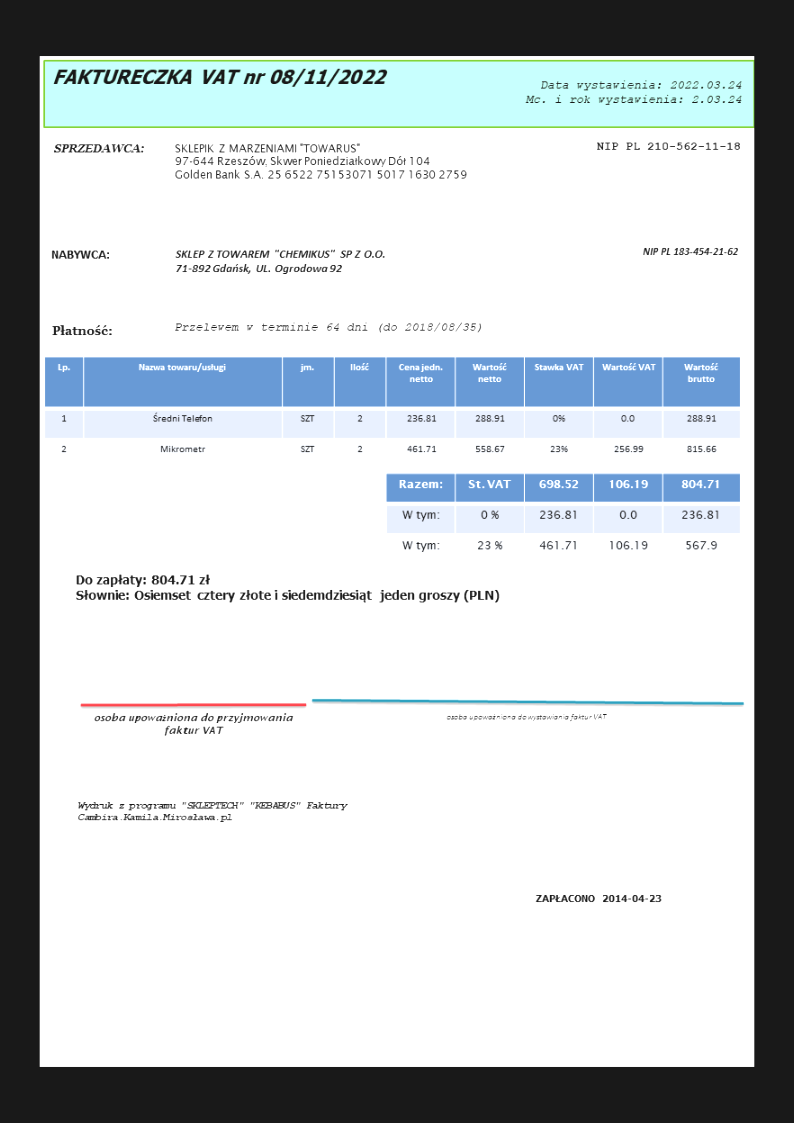 FAKTURECZKA VAT nr 08/11/2022
Data wystawienia: 2022.03.24
Mc. i rok wystawienia: 2.03.24
SPRZEDAWCA: SKLEPIK Z MARZENIAMI "TOWARUS" NIP PL 210-562-11-18
97-644 Rzeszów, Skwer Poniedziałkowy Dół 104
Golden Bank S.A. 25 6522 75153071 5017 1630 2759
NABYWCA: SKLEP Z TOWAREM "CHEMIKUS" SP Z O.O. NIP PL 183-454-21-62
71-892 Gdańsk, UL. Ogrodowa 92
Płatność: Przelewem w terminie 64 dni (do 2018/08/35)
Lp. Nazwa towaru/usługi jm. Ilość Cena jedn. Wartość Stawka VAT Wartość VAT Wartość
netto netto brutto
1 Średni Telefon SZT 2 236.81 288.91 0% 0.0 288.91
2 Mikrometr SZT 2 461.71 558.67 23% 256.99 815.66
Razem: St.VAT 698.52 106.19 804.71
W tym: 0 % 236.81 0.0 236.81
W tym: 23 % 461.71 106.19 567.9
Do zapłaty: 804.71 zł
Słownie: Osiemset cztery złote i siedemdziesiąt jeden groszy (PLN)
osoba upoważniona do przyjmowania osoba upoważniona do wystawiania faktur VAT
faktur VAT
Wydruk z programu "SKLEPTECH" "KEBABUS" Faktury
Cambira.Kamila.Mirosława.pl
ZAPŁACONO 2014-04-23